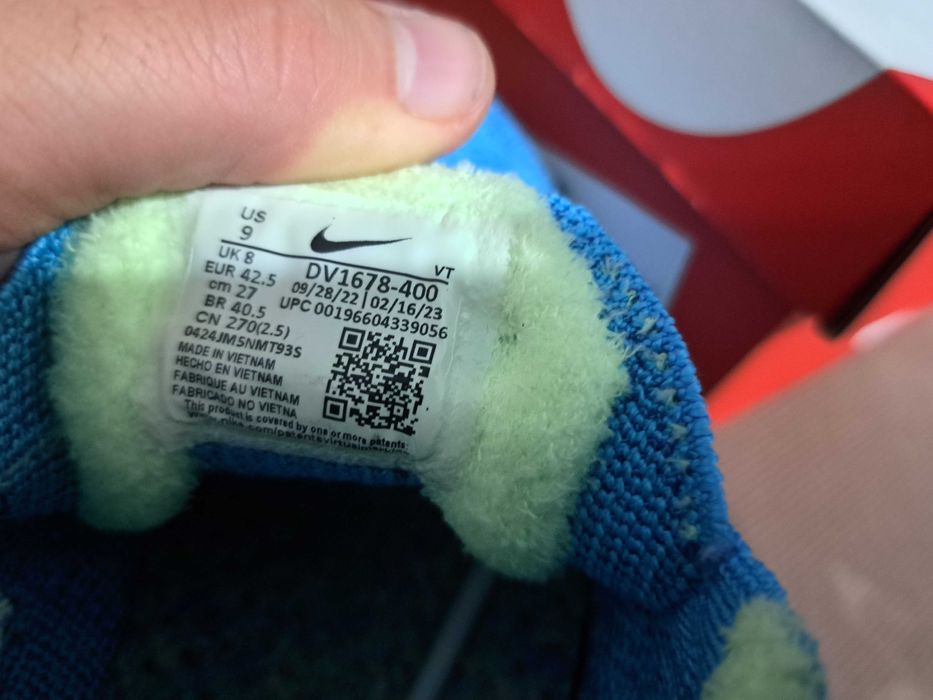 US
9
UK 8
EUR 42.5
cm 27
BR 40.5
CN 270(2.5)
0424JM5NMT93S
VT
DV1678-400
09/28/22 | 02/16/23
UPC 00196604339056
MADE IN VIETNAM
HECHO EN VIETNAM
FABRIQUE AU VIETNAM
FABRICADO NO VIETNA
This product is covered by one or more patents: